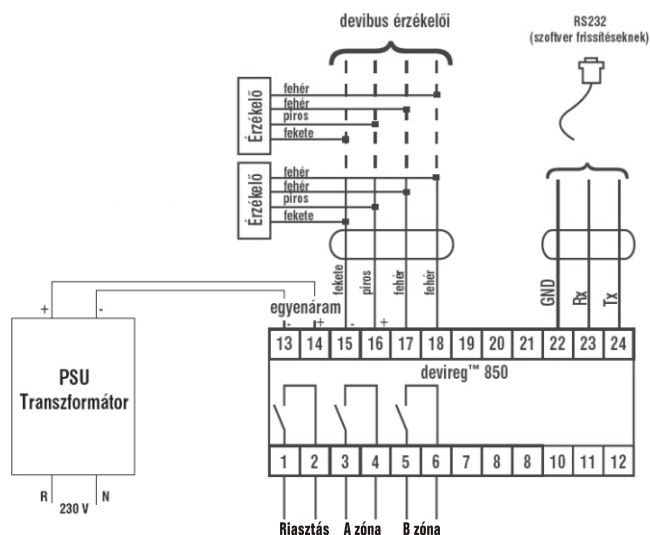 devibus érzékelői
RS232
(szoftver frissítéseknek)
Érzékelő
fehér
fehér
piros
fekete
Érzékelő
fehér
fehér
piros
fekete
fekete
piros
fehér
fehér
GND
Rx
Tx
egyenáram
+ -
- + - +
13 14 15 16 17 18 19 20 21 22 23 24
devireg™ 850
PSU
Transzformátor
1 2 3 4 5 6 7 8 8 10 11 12
R 230 V N
Riasztás A zóna B zóna